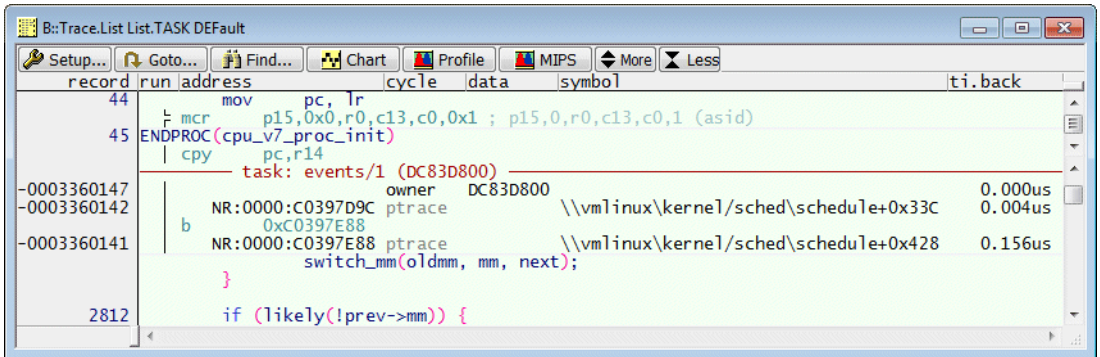 B::Trace.List List.TASK DEFault
Setup... Goto... Find... Chart Profile MIPS More Less
record run address cycle data symbol ti.back
44 mov pc, lr
mcr p15,0x0,r0,c13,c0,0x1 ; p15,0,r0,c13,c0,1 (asid)
45 ENDPROC(cpu_v7_proc_init)
cpy pc,r14
task: events/1 (DC83D800)
-0003360147 owner DC83D800 0.000us
-0003360142 NR:0000:C0397D9C ptrace \\vmlinux\kernel/sched\schedule+0x33C 0.004us
b 0xC0397E88
-0003360141 NR:0000:C0397E88 ptrace \\vmlinux\kernel/sched\schedule+0x428 0.156us
switch_mm(oldmm, mm, next);
}
2812 if (likely(!prev->mm)) {